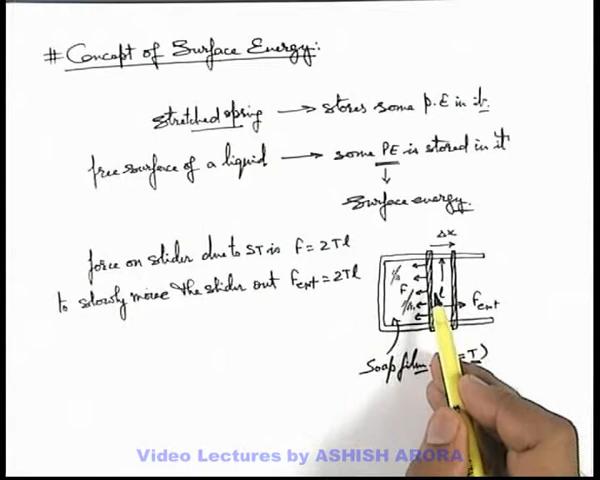 # Concept of Surface Energy:
Stretched spring → stores some P.E in it.
free surface of a liquid → some PE is stored in it
↓
Surface energy.
force on slider due to ST is F = 2Tl
to slowly move the slider out Fext = 2Tl
Δx
F
l
Fext
Soap film = T)
Video Lectures by ASHISH ARORA